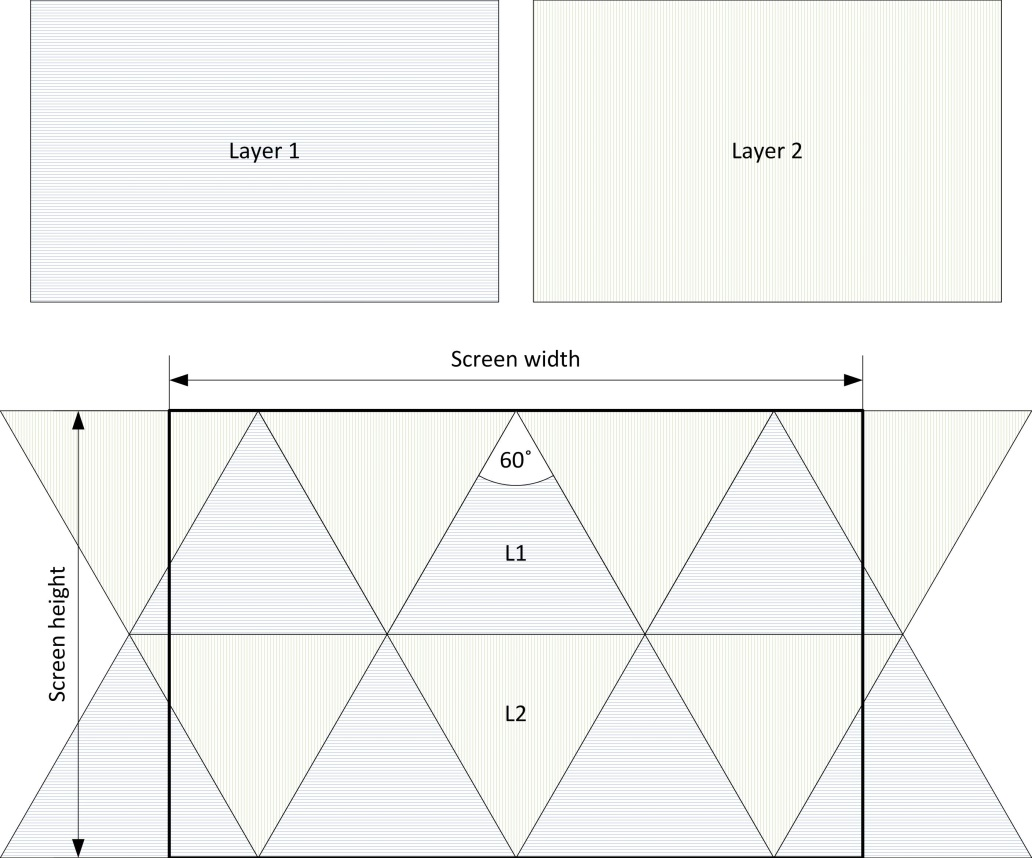 Layer 1
Layer 2
Screen width
60˚
L1
Screen height
L2